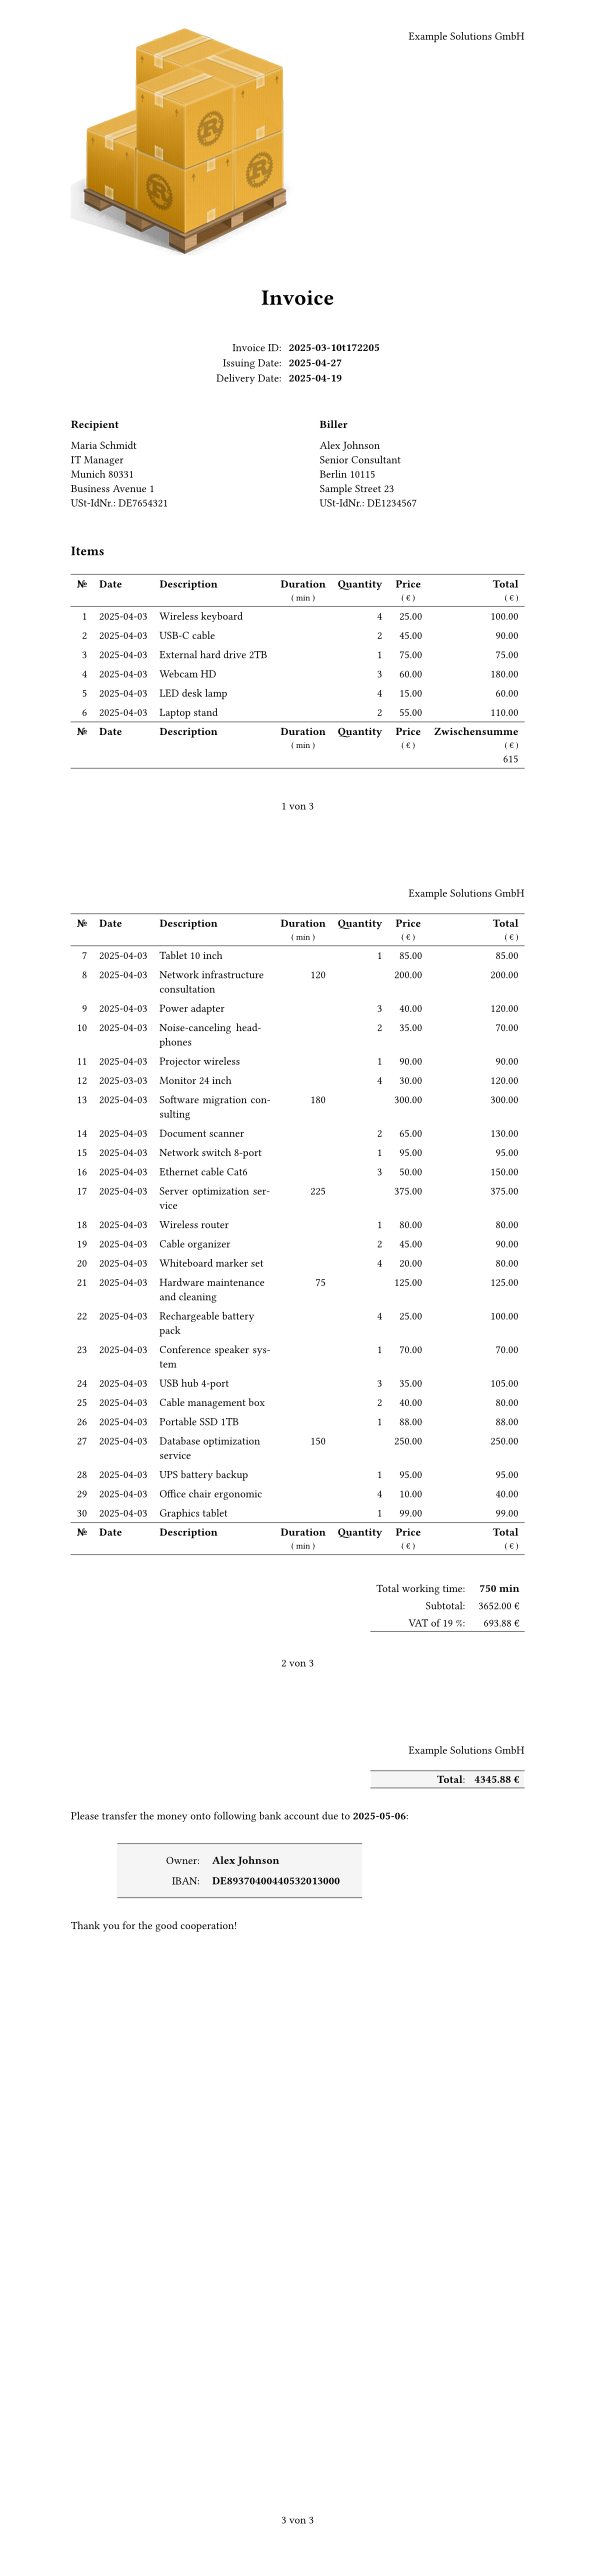 Example Solutions GmbH
Invoice
Invoice ID: 2025-03-10t172205
Issuing Date: 2025-04-27
Delivery Date: 2025-04-19
Recipient Biller
Maria Schmidt Alex Johnson
IT Manager Senior Consultant
Munich 80331 Berlin 10115
Business Avenue 1 Sample Street 23
USt-IdNr.: DE7654321 USt-IdNr.: DE1234567
Items
№ Date Description Duration Quantity Price Total
( min ) ( € ) ( € )
1 2025-04-03 Wireless keyboard 4 25.00 100.00
2 2025-04-03 USB-C cable 2 45.00 90.00
3 2025-04-03 External hard drive 2TB 1 75.00 75.00
4 2025-04-03 Webcam HD 3 60.00 180.00
5 2025-04-03 LED desk lamp 4 15.00 60.00
6 2025-04-03 Laptop stand 2 55.00 110.00
№ Date Description Duration Quantity Price Zwischensumme
( min ) ( € ) ( € )
615
1 von 3
Example Solutions GmbH
№ Date Description Duration Quantity Price Total
( min ) ( € ) ( € )
7 2025-04-03 Tablet 10 inch 1 85.00 85.00
8 2025-04-03 Network infrastructure 120 200.00 200.00
consultation
9 2025-04-03 Power adapter 3 40.00 120.00
10 2025-04-03 Noise-canceling head- 2 35.00 70.00
phones
11 2025-04-03 Projector wireless 1 90.00 90.00
12 2025-03-03 Monitor 24 inch 4 30.00 120.00
13 2025-04-03 Software migration con- 180 300.00 300.00
sulting
14 2025-04-03 Document scanner 2 65.00 130.00
15 2025-04-03 Network switch 8-port 1 95.00 95.00
16 2025-04-03 Ethernet cable Cat6 3 50.00 150.00
17 2025-04-03 Server optimization ser- 225 375.00 375.00
vice
18 2025-04-03 Wireless router 1 80.00 80.00
19 2025-04-03 Cable organizer 2 45.00 90.00
20 2025-04-03 Whiteboard marker set 4 20.00 80.00
21 2025-04-03 Hardware maintenance 75 125.00 125.00
and cleaning
22 2025-04-03 Rechargeable battery 4 25.00 100.00
pack
23 2025-04-03 Conference speaker sys- 1 70.00 70.00
tem
24 2025-04-03 USB hub 4-port 3 35.00 105.00
25 2025-04-03 Cable management box 2 40.00 80.00
26 2025-04-03 Portable SSD 1TB 1 88.00 88.00
27 2025-04-03 Database optimization 150 250.00 250.00
service
28 2025-04-03 UPS battery backup 1 95.00 95.00
29 2025-04-03 Office chair ergonomic 4 10.00 40.00
30 2025-04-03 Graphics tablet 1 99.00 99.00
№ Date Description Duration Quantity Price Total
( min ) ( € ) ( € )
Total working time: 750 min
Subtotal: 3652.00 €
VAT of 19 %: 693.88 €
2 von 3
Example Solutions GmbH
Total: 4345.88 €
Please transfer the money onto following bank account due to 2025-05-06:
Owner: Alex Johnson
IBAN: DE89370400440532013000
Thank you for the good cooperation!
3 von 3